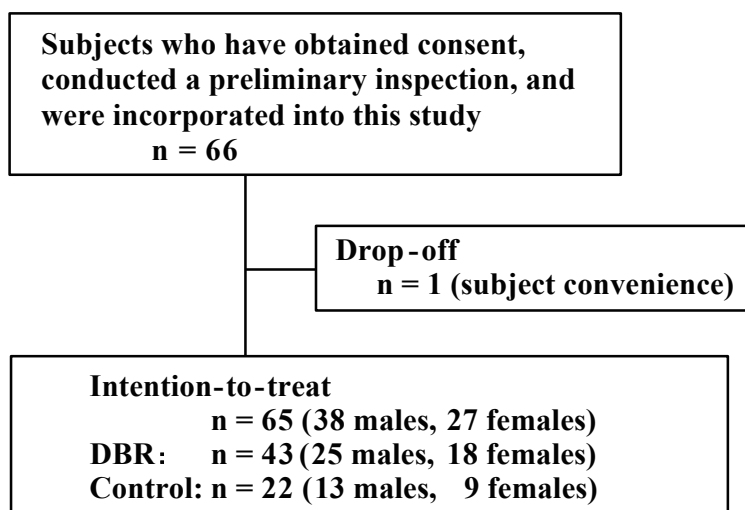 Subjects who have obtained consent,
conducted a preliminary inspection, and
were incorporated into this study
n = 66
Drop-off
n = 1 (subject convenience)
Intention-to-treat
n = 65 (38 males, 27 females)
DBR: n = 43 (25 males, 18 females)
Control: n = 22 (13 males, 9 females)